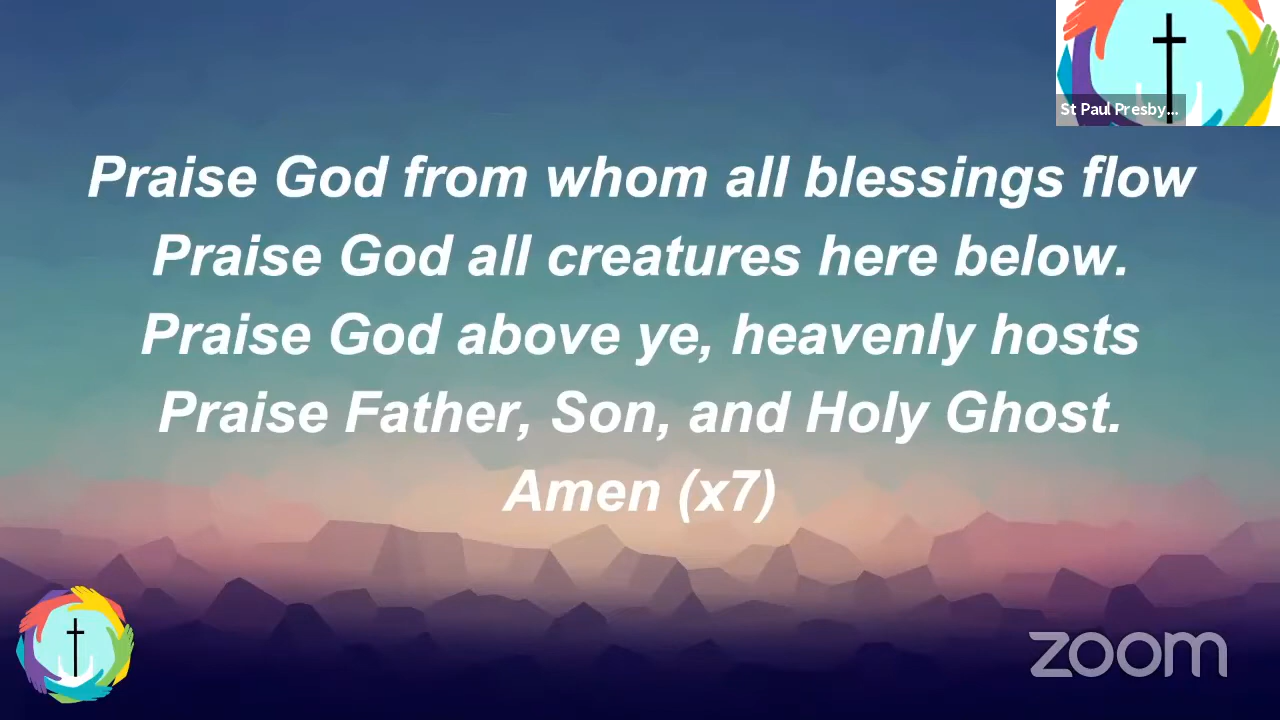 St Paul Presby...
Praise God from whom all blessings flow
Praise God all creatures here below.
Praise God above ye, heavenly hosts
Praise Father, Son, and Holy Ghost.
Amen (x7)
zoom